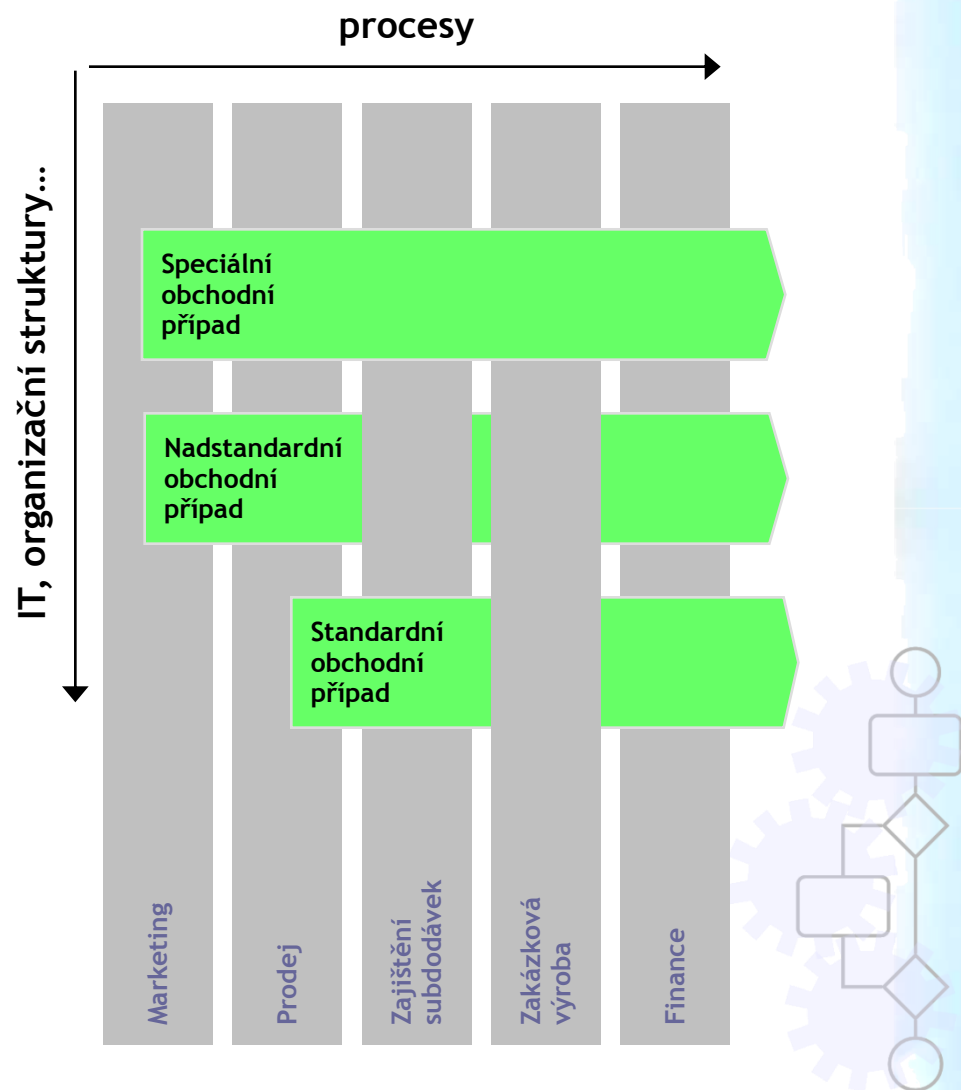 procesy
IT, organizační struktury…
Speciální
obchodní
případ
Nadstandardní
obchodní
případ
Standardní
obchodní
případ
Marketing
Prodej
Zajištění
subdodávek
Zakázková
výroba
Finance